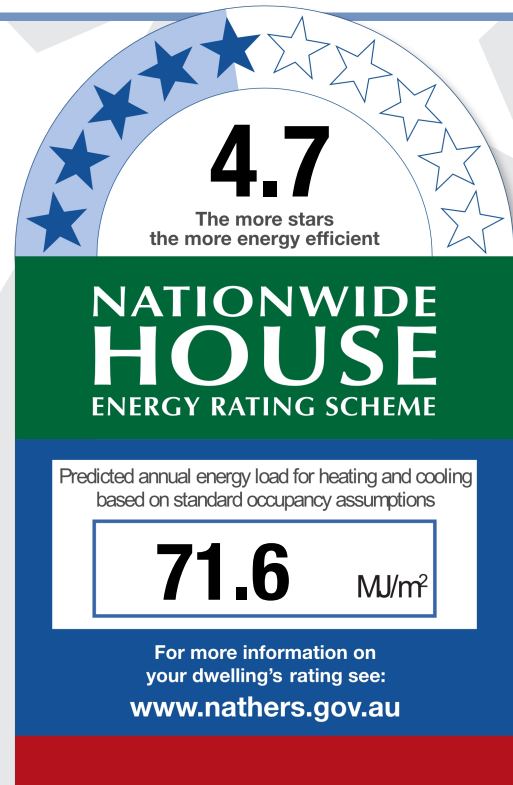 4.7
The more stars
the more energy efficient
NATIONWIDE
HOUSE
ENERGY RATING SCHEME
Predicted annual energy load for heating and cooling
based on standard occupancy assumptions
71.6 MJ/m²
For more information on
your dwelling's rating see:
www.nathers.gov.au